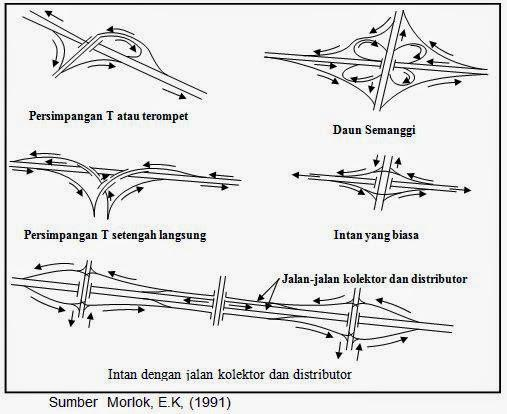 Persimpangan T atau terompet
Daun Semanggi
Persimpangan T setengah langsung
Intan yang biasa
Jalan-jalan kolektor dan distributor
Intan dengan jalan kolektor dan distributor
Sumber Morlok, E.K, (1991)